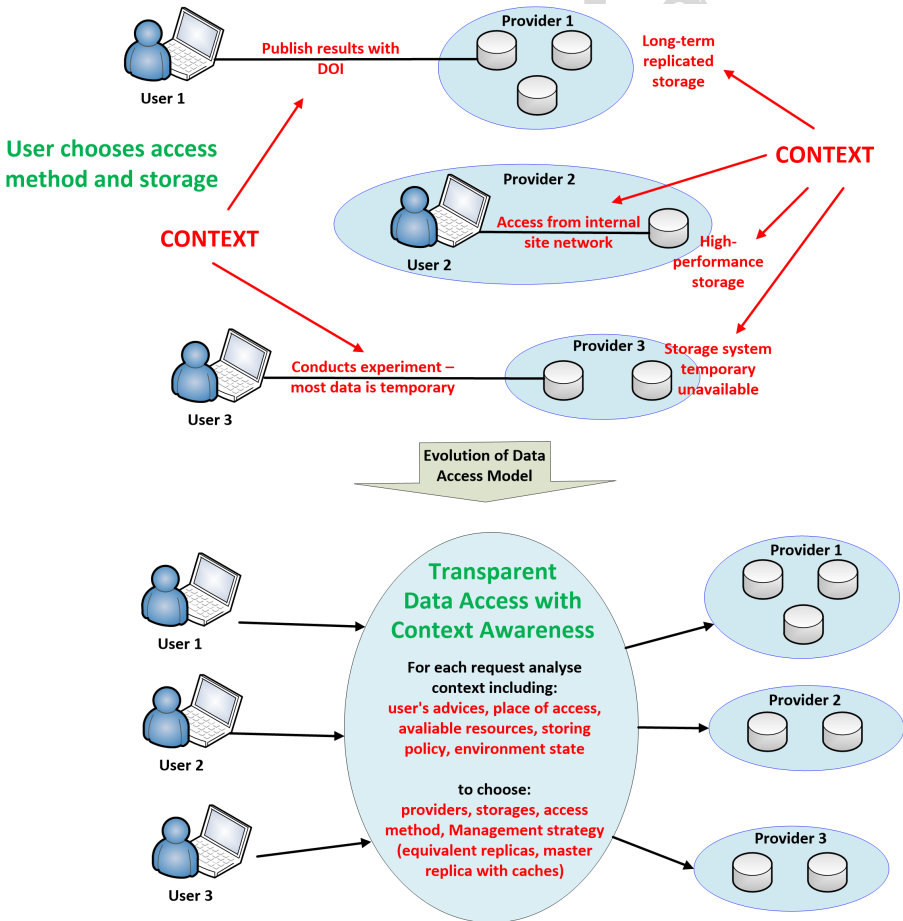 Provider 1
Publish results with
DOI
User 1
Long-term
replicated
storage
User chooses access
method and storage
CONTEXT
CONTEXT
Provider 2
Access from internal
site network
User 2
High-
performance
storage
Provider 3
Storage system
temporary
unavailable
Conducts experiment –
most data is temporary
User 3
Evolution of Data
Access Model
Transparent
Data Access with
Context Awareness
For each request analyse
context including:
user's advices, place of access,
avaliable resources, storing
policy, environment state
to choose:
providers, storages, access
method, Management strategy
(equivalent replicas, master
replica with caches)
User 1
User 2
User 3
Provider 1
Provider 2
Provider 3